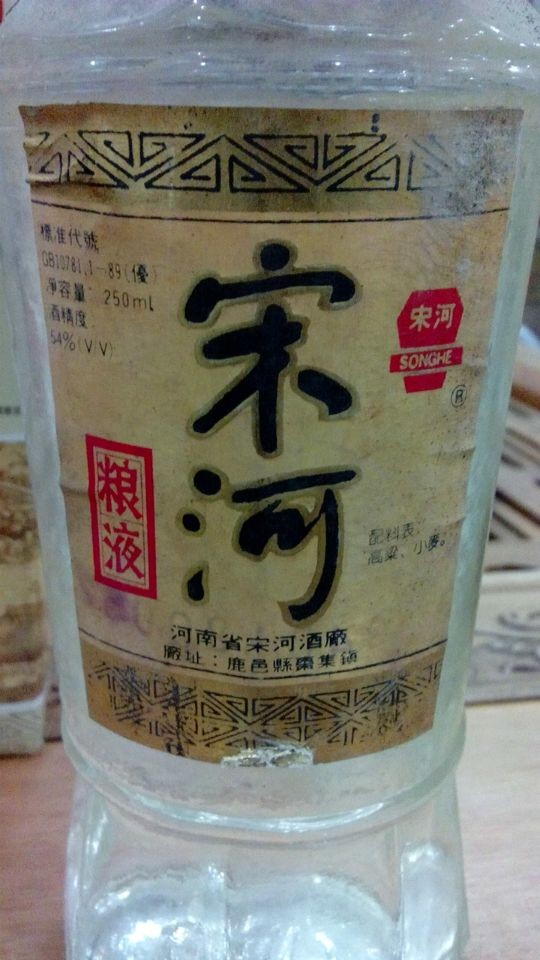 標准代號
GB10781.1—89(優)
淨容量 250ml
酒精度
54%(V/V)
宋河
粮液
宋河
SONGHE
®
配料表:
高粱、小麥。
河南省宋河酒廠
廠址：鹿邑縣棗集鎮